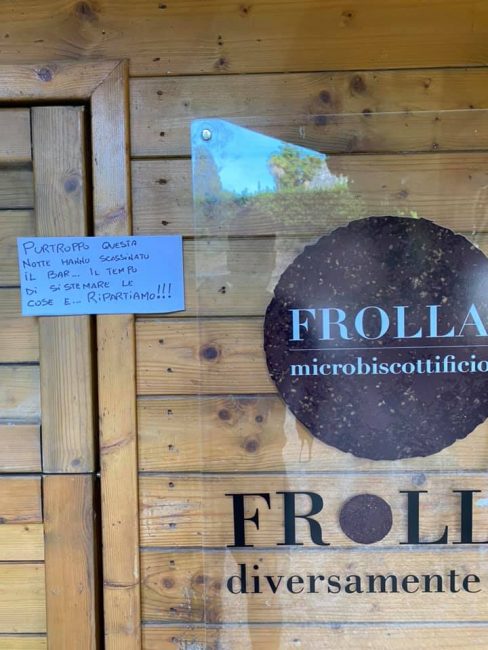 PURTROPPO QUESTA
NOTTE HANNO SCASSINATO
IL BAR... IL TEMPO
DI SISTEMARE LE
COSE E... RIPARTIAMO!!!
FROLLA
microbiscottificio
FROLL
diversamente